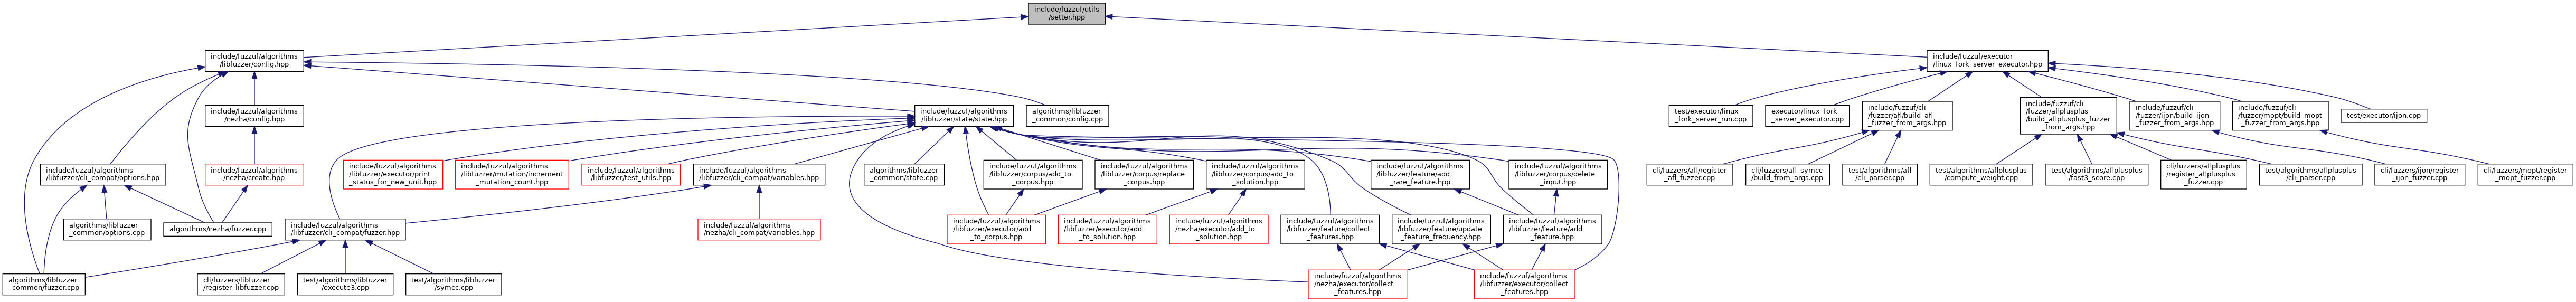 include/fuzzuf/utils
/setter.hpp
include/fuzzuf/algorithms
/libfuzzer/config.hpp
include/fuzzuf/executor
/linux_fork_server_executor.hpp
include/fuzzuf/algorithms
/nezha/config.hpp
include/fuzzuf/algorithms
/libfuzzer/state/state.hpp
algorithms/libfuzzer
_common/config.cpp
test/executor/linux
_fork_server_run.cpp
executor/linux_fork
_server_executor.cpp
include/fuzzuf/cli
/fuzzer/afl/build_afl
_fuzzer_from_args.hpp
include/fuzzuf/cli
/fuzzer/aflplusplus
/build_aflplusplus_fuzzer
_from_args.hpp
include/fuzzuf/cli
/fuzzer/ijon/build_ijon
_fuzzer_from_args.hpp
include/fuzzuf/cli
/fuzzer/mopt/build_mopt
_fuzzer_from_args.hpp
test/executor/ijon.cpp
include/fuzzuf/algorithms
/libfuzzer/cli_compat/options.hpp
include/fuzzuf/algorithms
/nezha/create.hpp
include/fuzzuf/algorithms
/libfuzzer/executor/print
_status_for_new_unit.hpp
include/fuzzuf/algorithms
/libfuzzer/mutation/increment
_mutation_count.hpp
include/fuzzuf/algorithms
/libfuzzer/test_utils.hpp
include/fuzzuf/algorithms
/libfuzzer/cli_compat/variables.hpp
algorithms/libfuzzer
_common/state.cpp
include/fuzzuf/algorithms
/libfuzzer/corpus/add_to
_corpus.hpp
include/fuzzuf/algorithms
/libfuzzer/corpus/replace
_corpus.hpp
include/fuzzuf/algorithms
/libfuzzer/corpus/add_to
_solution.hpp
include/fuzzuf/algorithms
/libfuzzer/feature/add
_rare_feature.hpp
include/fuzzuf/algorithms
/libfuzzer/corpus/delete
_input.hpp
cli/fuzzers/afl/register
_afl_fuzzer.cpp
cli/fuzzers/afl_symcc
/build_from_args.cpp
test/algorithms/afl
/cli_parser.cpp
test/algorithms/aflplusplus
/compute_weight.cpp
test/algorithms/aflplusplus
/fast3_score.cpp
cli/fuzzers/aflplusplus
/register_aflplusplus
_fuzzer.cpp
test/algorithms/aflplusplus
/cli_parser.cpp
cli/fuzzers/ijon/register
_ijon_fuzzer.cpp
cli/fuzzers/mopt/register
_mopt_fuzzer.cpp
algorithms/libfuzzer
_common/options.cpp
algorithms/nezha/fuzzer.cpp
include/fuzzuf/algorithms
/libfuzzer/cli_compat/fuzzer.hpp
include/fuzzuf/algorithms
/nezha/cli_compat/variables.hpp
include/fuzzuf/algorithms
/libfuzzer/executor/add
_to_corpus.hpp
include/fuzzuf/algorithms
/libfuzzer/executor/add
_to_solution.hpp
include/fuzzuf/algorithms
/nezha/executor/add_to
_solution.hpp
include/fuzzuf/algorithms
/libfuzzer/feature/collect
_features.hpp
include/fuzzuf/algorithms
/libfuzzer/feature/update
_feature_frequency.hpp
include/fuzzuf/algorithms
/libfuzzer/feature/add
_feature.hpp
algorithms/libfuzzer
_common/fuzzer.cpp
cli/fuzzers/libfuzzer
/register_libfuzzer.cpp
test/algorithms/libfuzzer
/execute3.cpp
test/algorithms/libfuzzer
/symcc.cpp
include/fuzzuf/algorithms
/nezha/executor/collect
_features.hpp
include/fuzzuf/algorithms
/libfuzzer/executor/collect
_features.hpp